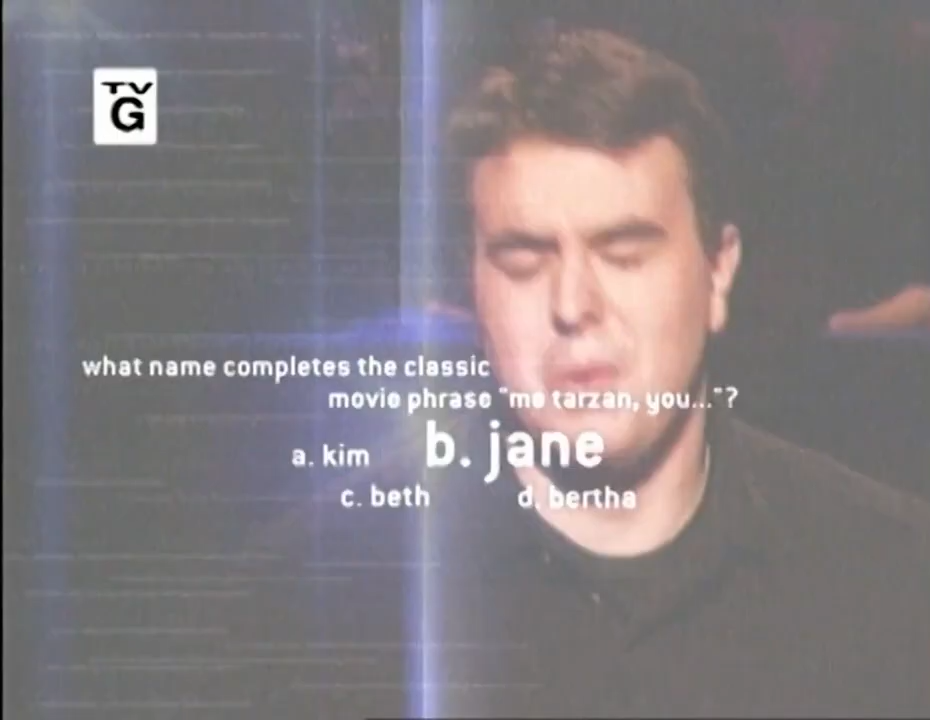 TV
G
what name completes the classic
movie phrase "me tarzan, you..."?
a. kim b. jane
c. beth d. bertha